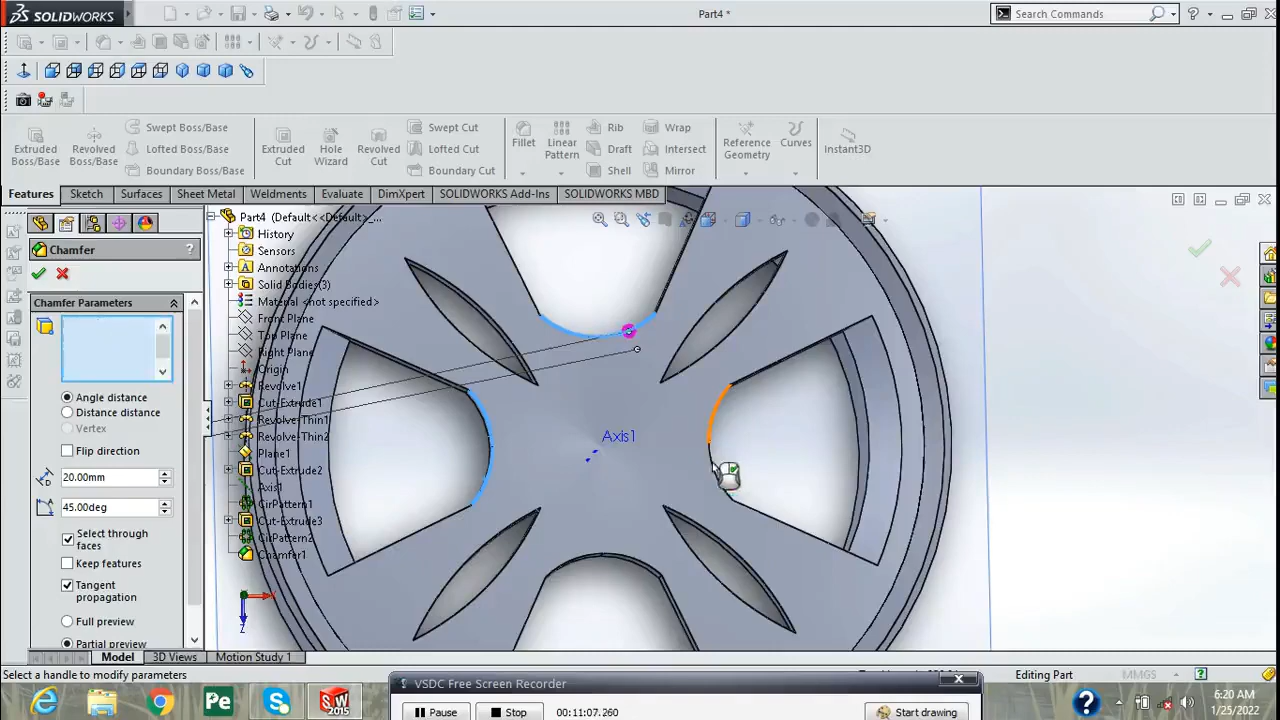 SOLIDWORKS
Part4 *
Search Commands
Extruded Boss/Base
Revolved Boss/Base
Swept Boss/Base
Lofted Boss/Base
Boundary Boss/Base
Extruded Cut
Hole Wizard
Revolved Cut
Swept Cut
Lofted Cut
Boundary Cut
Fillet
Linear Pattern
Rib
Draft
Shell
Wrap
Intersect
Mirror
Reference Geometry
Curves
Instant3D
Features
Sketch
Surfaces
Sheet Metal
Weldments
Evaluate
DimXpert
SOLIDWORKS Add-Ins
SOLIDWORKS MBD
Chamfer
?
Chamfer Parameters
Angle distance
Distance distance
Vertex
Flip direction
20.00mm
45.00deg
Select through
faces
Keep features
Tangent
propagation
Full preview
Partial preview
Part4 (Default<<Default>_...
History
Sensors
Annotations
Solid Bodies(3)
Material <not specified>
Front Plane
Top Plane
Right Plane
Origin
Revolve1
Cut-Extrude1
Revolve-Thin1
Revolve-Thin2
Plane1
Cut-Extrude2
Axis1
CirPattern1
Cut-Extrude3
CirPattern2
Chamfer1
Axis1
Z
Model
3D Views
Motion Study 1
Select a handle to modify parameters
Editing Part
MMGS
VSDC Free Screen Recorder
Pause
Stop
00:11:07.260
Start drawing
Pe
SW
2015
6:20 AM
1/25/2022